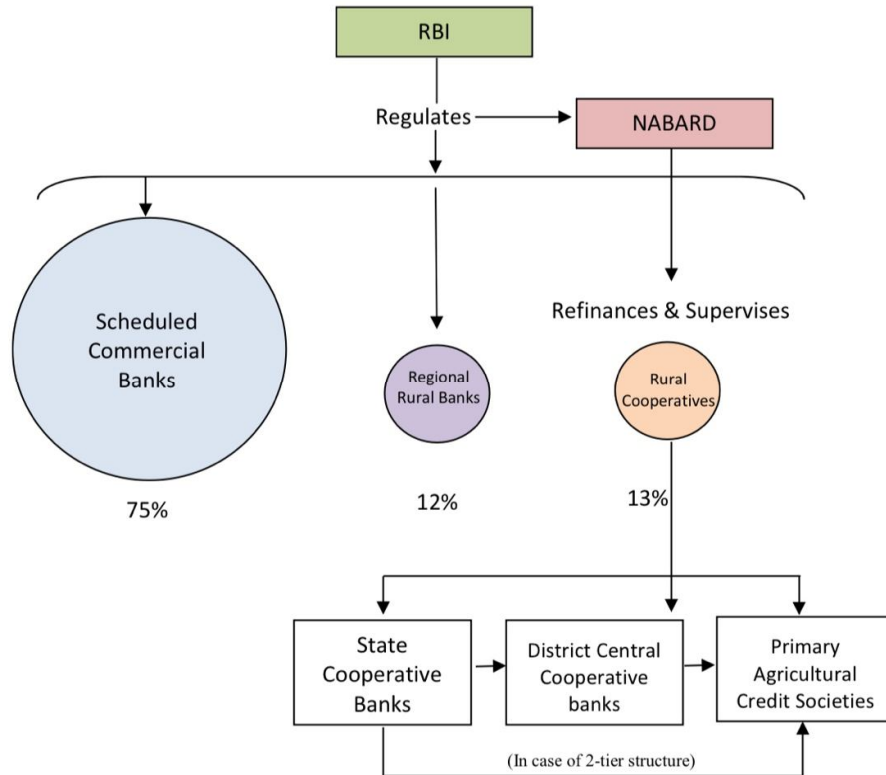 RBI
Regulates
NABARD
Refinances & Supervises
Scheduled
Commercial
Banks
Regional
Rural Banks
Rural
Cooperatives
75%
12%
13%
State
Cooperative
Banks
District Central
Cooperative
banks
Primary
Agricultural
Credit Societies
(In case of 2-tier structure)